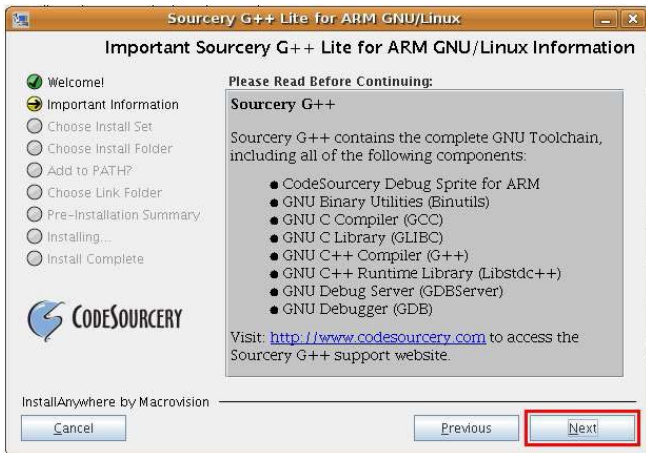 Sourcery G++ Lite for ARM GNU/Linux
Important Sourcery G++ Lite for ARM GNU/Linux Information
Welcome!
Important Information
Choose Install Set
Choose Install Folder
Add to PATH?
Choose Link Folder
Pre-Installation Summary
Installing...
Install Complete
CODESOURCERY
Please Read Before Continuing:
Sourcery G++
Sourcery G++ contains the complete GNU Toolchain,
including all of the following components:
● CodeSourcery Debug Sprite for ARM
● GNU Binary Utilities (Binutils)
● GNU C Compiler (GCC)
● GNU C Library (GLIBC)
● GNU C++ Compiler (G++)
● GNU C++ Runtime Library (Libstdc++)
● GNU Debug Server (GDBServer)
● GNU Debugger (GDB)
Visit: http://www.codesourcery.com to access the
Sourcery G++ support website.
InstallAnywhere by Macrovision
Cancel
Previous
Next